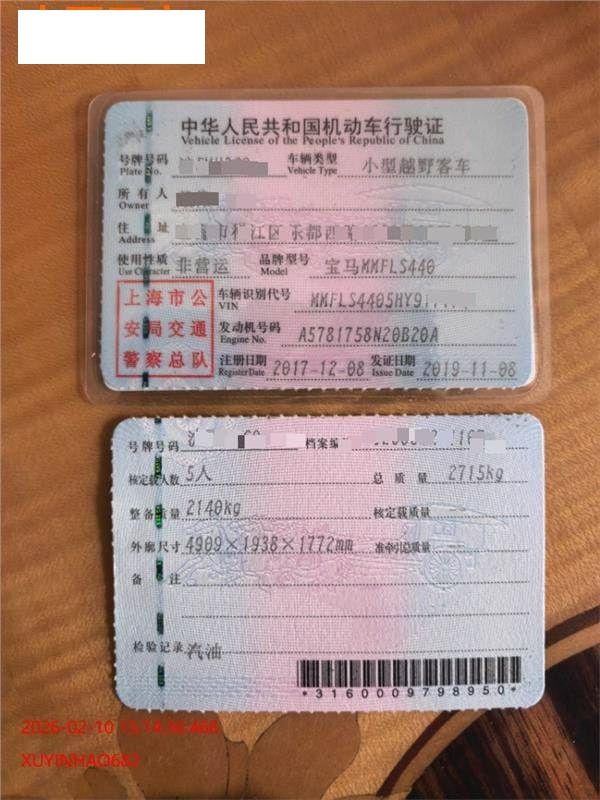 中华人民共和国机动车行驶证
Vehicle License of the People's Republic of China
号牌号码 车辆类型 小型越野客车
Plate No. Vehicle Type
所有人
Owner
住址 市 江区乐都西
Address
使用性质 非营运 品牌型号 宝马MMFLS440
Use Character Model
上海市公
安局交通
警察总队
车辆识别代号 MMFLS4405HY91
VIN
发动机号码 A5781758N20B20A
Engine No.
注册日期 2017-12-08 发证日期 2019-11-08
Register Date Issue Date
号牌号码 档案编
核定载人数 5人 总质量 2715kg
整备质量 2140kg 核定载质量
外廓尺寸 4909×1938×1772mm 准牵引总质量
备注
检验记录 汽油
*3160009798950*
2026-02-10 15:14:36:466
XUYINHAO682